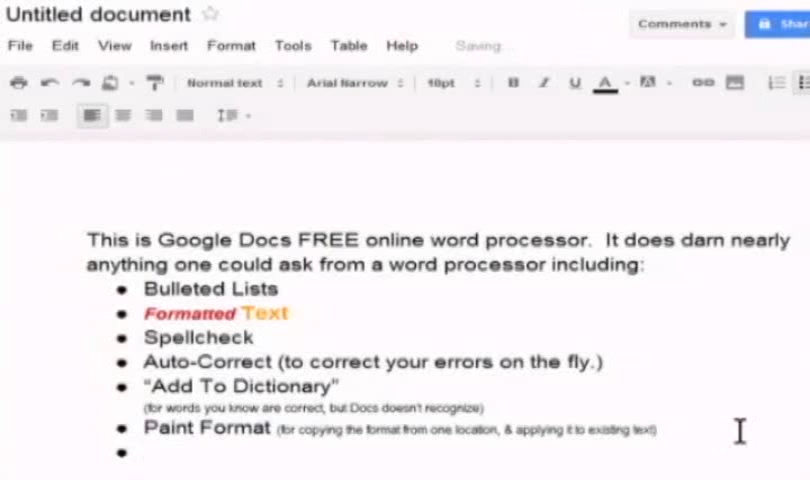 Untitled document
Comments
File Edit View Insert Format Tools Table Help Saving...
Normal text Arial Narrow 10pt B I U A A
This is Google Docs FREE online word processor. It does darn nearly
anything one could ask from a word processor including:
● Bulleted Lists
● Formatted Text
● Spellcheck
● Auto-Correct (to correct your errors on the fly.)
● “Add To Dictionary”
(for words you know are correct, but Docs doesn't recognize)
● Paint Format (for copying the format from one location, & applying it to existing text)
●